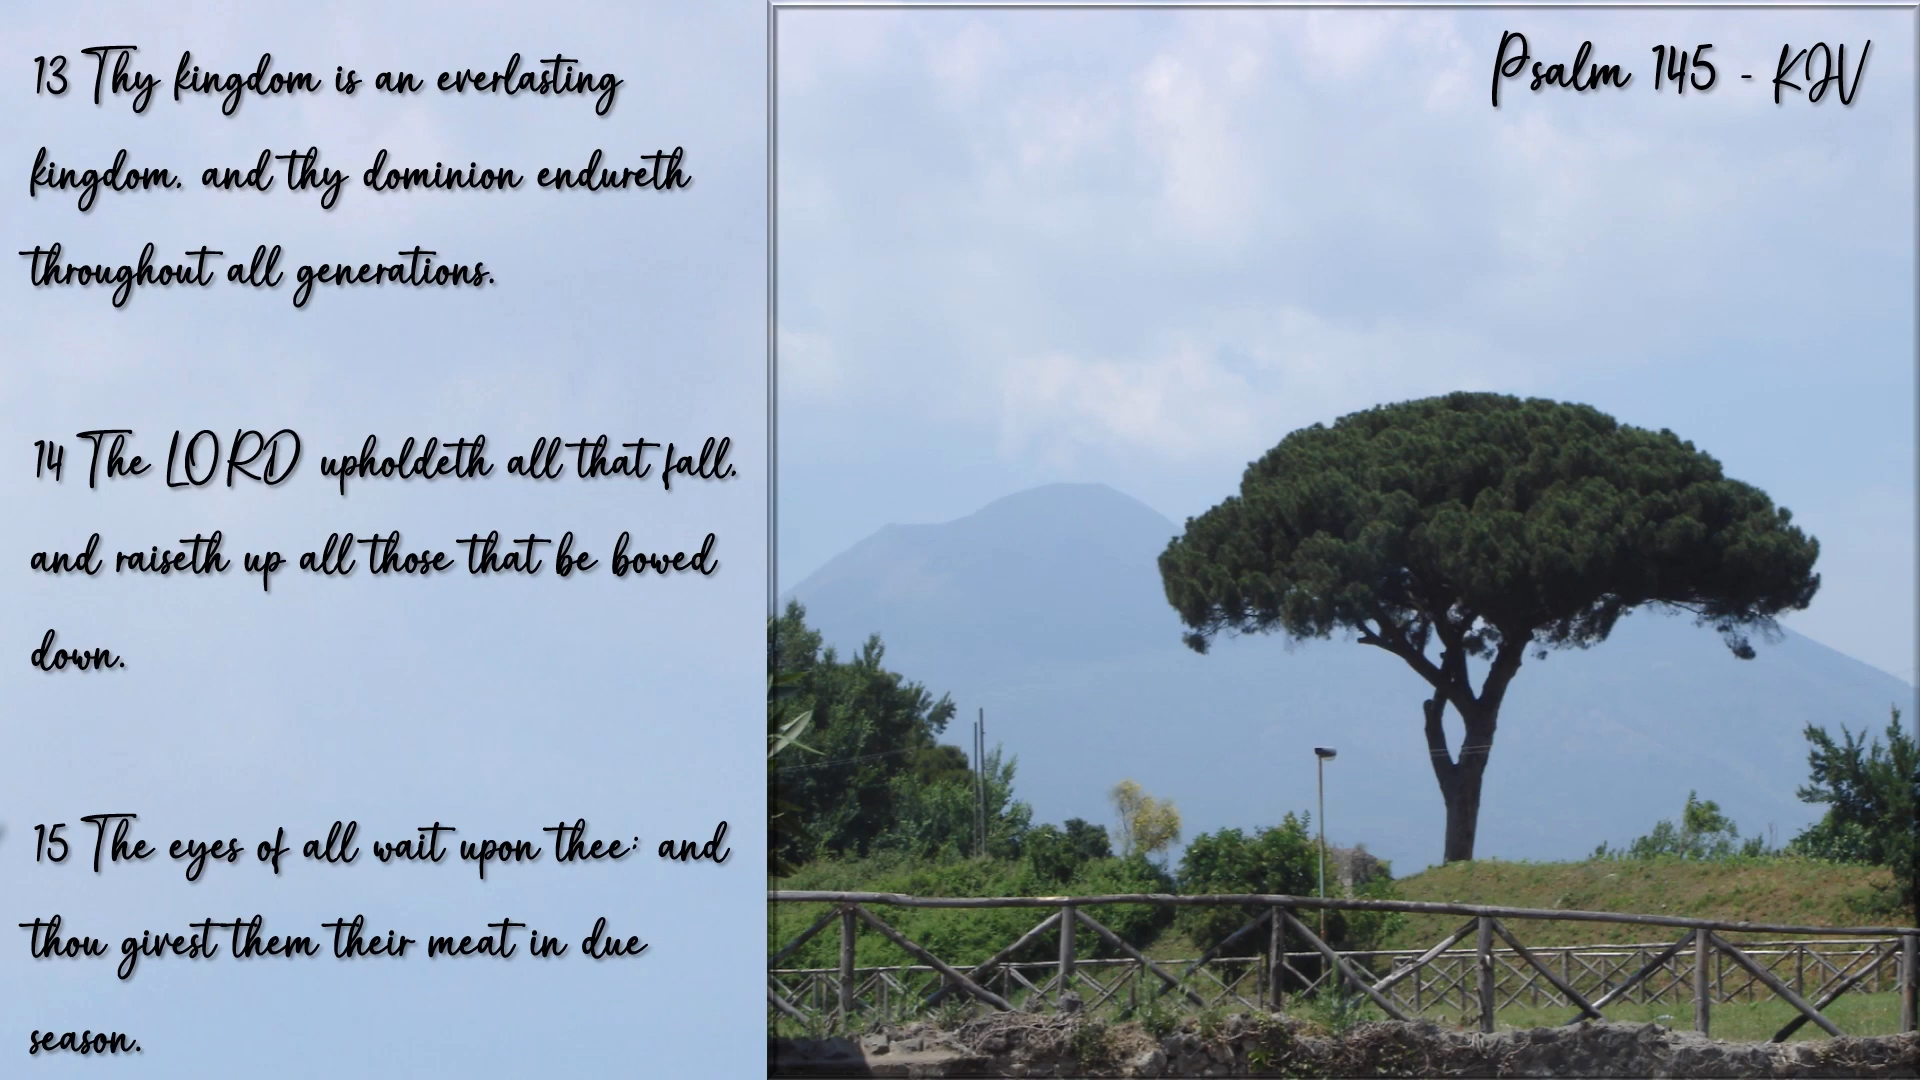 13 Thy kingdom is an everlasting
kingdom, and thy dominion endureth
throughout all generations.
14 The LORD upholdeth all that fall,
and raiseth up all those that be bowed
down.
15 The eyes of all wait upon thee; and
thou givest them their meat in due
season.
Psalm 145 - KJV